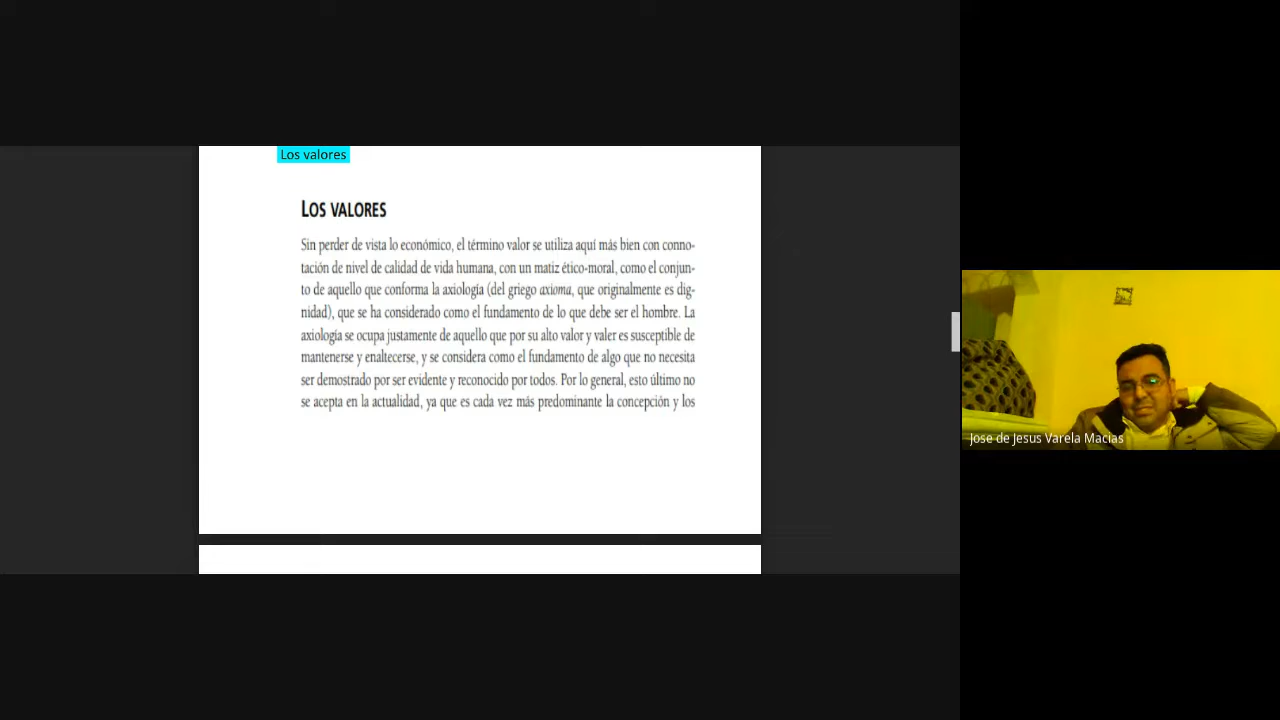 Los valores
LOS VALORES
Sin perder de vista lo económico, el término valor se utiliza aquí más bien con conno-
tación de nivel de calidad de vida humana, con un matiz ético-moral, como el conjun-
to de aquello que conforma la axiología (del griego axioma, que originalmente es dig-
nidad), que se ha considerado como el fundamento de lo que debe ser el hombre. La
axiología se ocupa justamente de aquello que por su alto valor y valer es susceptible de
mantenerse y enaltecerse, y se considera como el fundamento de algo que no necesita
ser demostrado por ser evidente y reconocido por todos. Por lo general, esto último no
se acepta en la actualidad, ya que es cada vez más predominante la concepción y los
Jose de Jesus Varela Macias